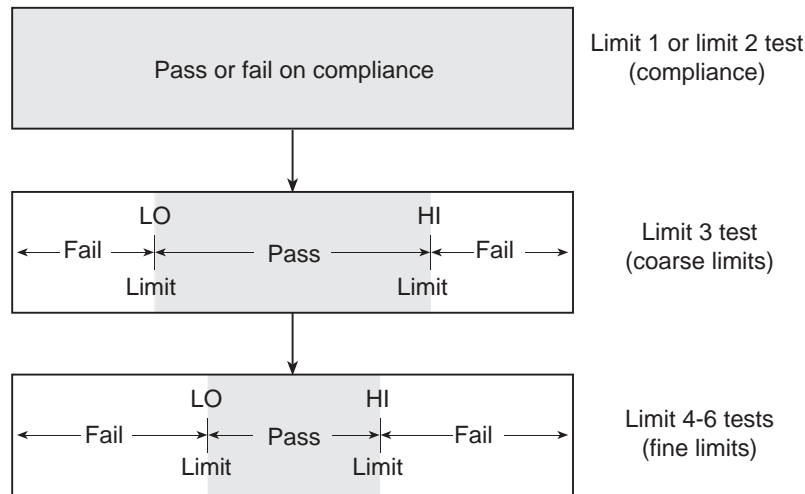 Pass or fail on compliance
Limit 1 or limit 2 test
(compliance)
LO HI
Fail Pass Fail
Limit Limit
Limit 3 test
(coarse limits)
LO HI
Fail Pass Fail
Limit Limit
Limit 4-6 tests
(fine limits)